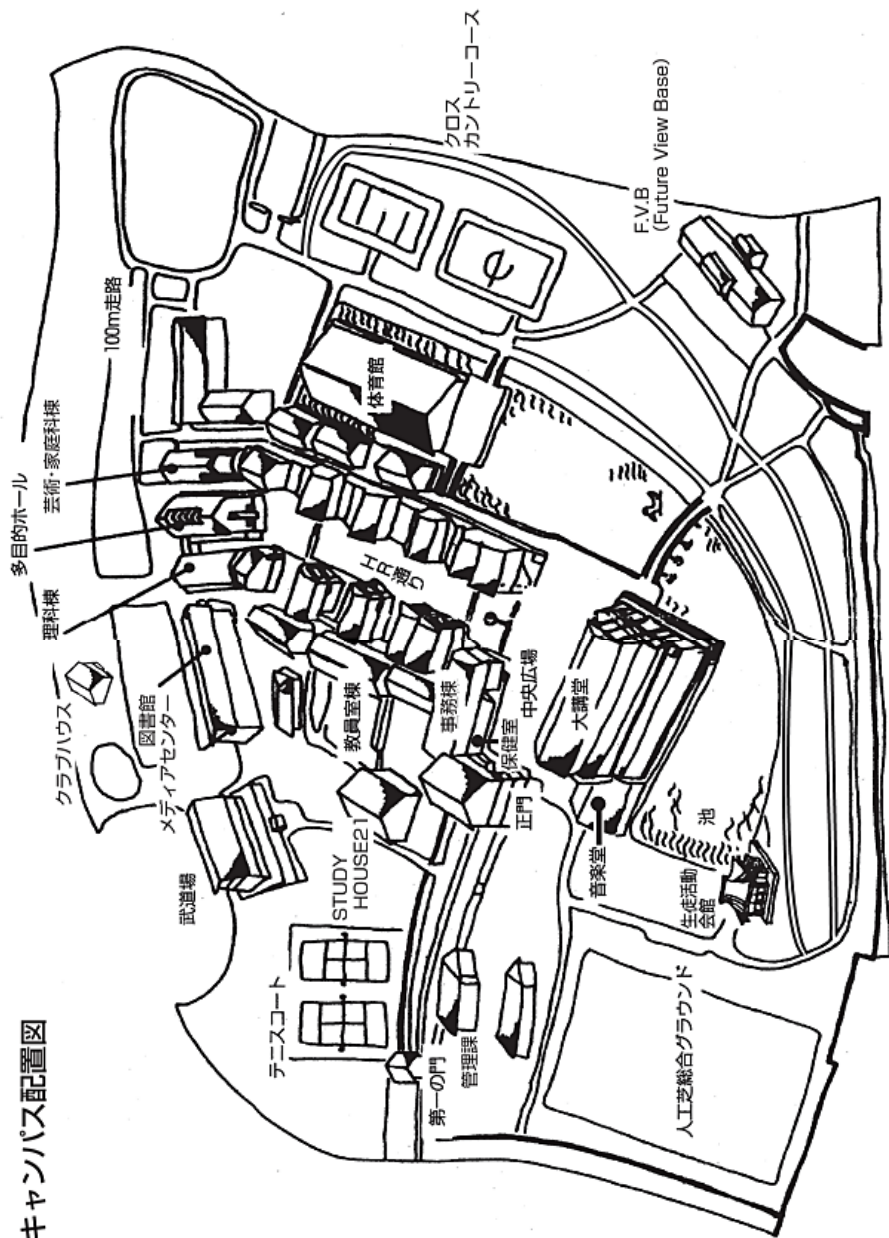 キャンパス配置図
クラブハウス
理科棟
多目的ホール
芸術・家庭科棟
100m走路
図書館
メディアセンター
武道場
テニスコート
STUDY
HOUSE21
教員室棟
HR通り
体育館
クロス
カントリーコース
第一の門
管理課
事務棟
保健室
正門
中央広場
大講堂
音楽堂
池
生徒活動
会館
人工芝総合グラウンド
F.V.B
(Future View Base)